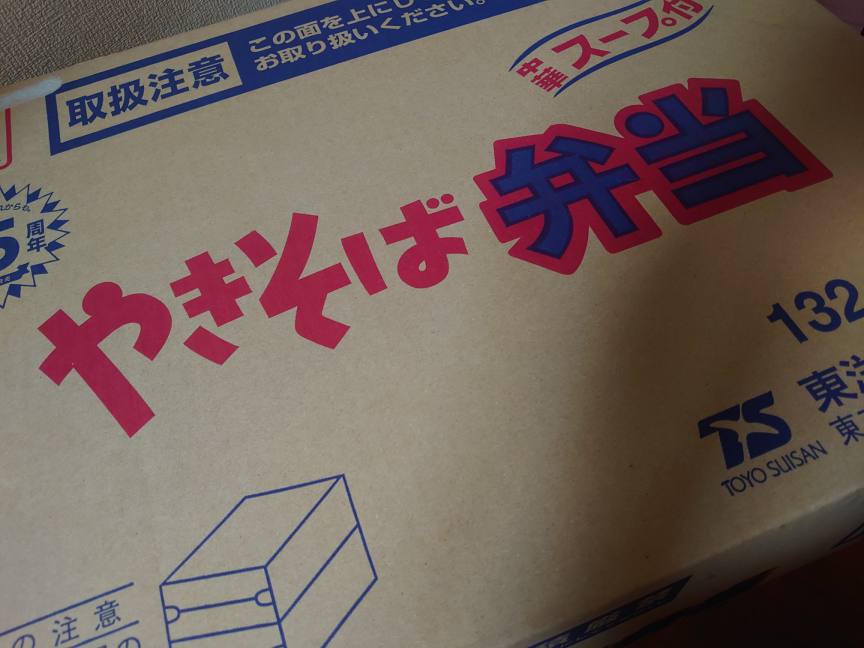 取扱注意
この面を上にし
お取り扱いください。
中華
スープ付
5周年
やきそば弁当
132
TS
東洋
TOYO SUISAN
の注意